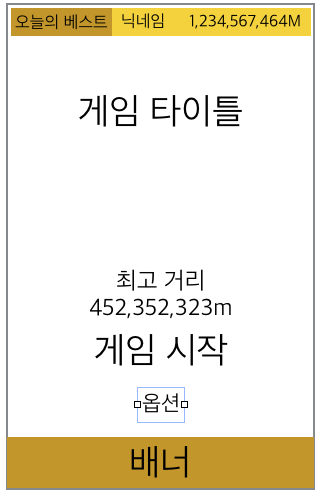 오늘의 베스트 닉네임 1,234,567,464M
게임 타이틀
최고 거리
452,352,323m
게임 시작
옵션
배너